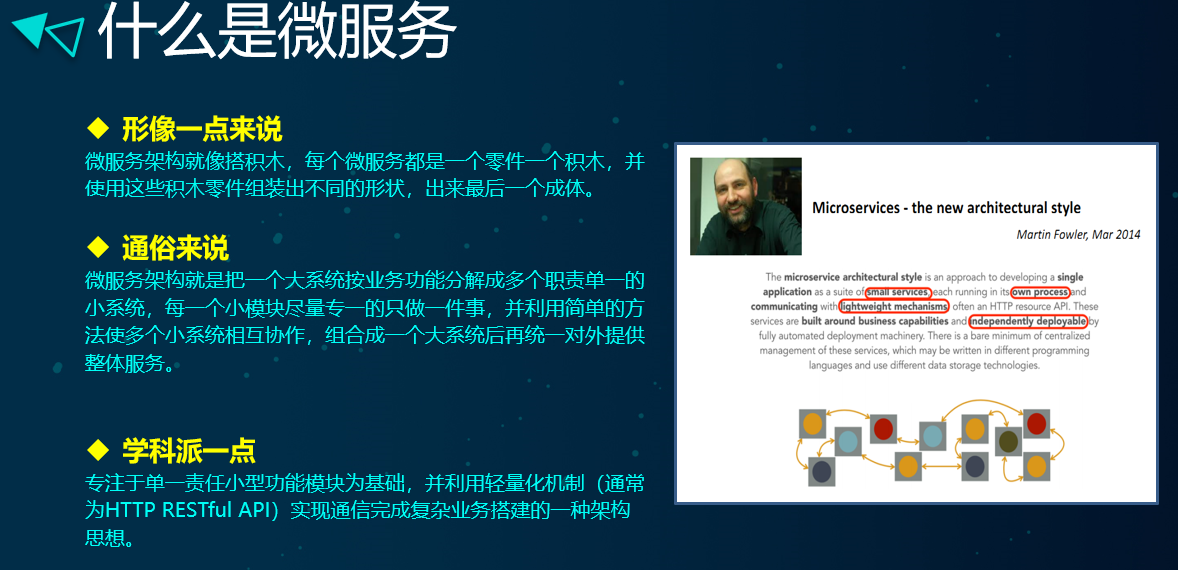 什么是微服务
◆ 形像一点来说
微服务架构就像搭积木，每个微服务都是一个零件一个积木，并
使用这些积木零件组装出不同的形状，出来最后一个成体。
◆ 通俗来说
微服务架构就是把一个大系统按业务功能分解成多个职责单一的
小系统，每一个小模块尽量专一的只做一件事，并利用简单的方
法使多个小系统相互协作，组合成一个大系统后再统一对外提供
整体服务。
◆ 学科派一点
专注于单一责任小型功能模块为基础，并利用轻量化机制（通常
为HTTP RESTful API）实现通信完成复杂业务搭建的一种架构
思想。
Microservices - the new architectural style
Martin Fowler, Mar 2014
The microservice architectural style is an approach to developing a single
application as a suite of small services, each running in its own process and
communicating with lightweight mechanisms often an HTTP resource API. These
services are built around business capabilities and independently deployable by
fully automated deployment machinery. There is a bare minimum of centralized
management of these services, which may be written in different programming
languages and use different data storage technologies.